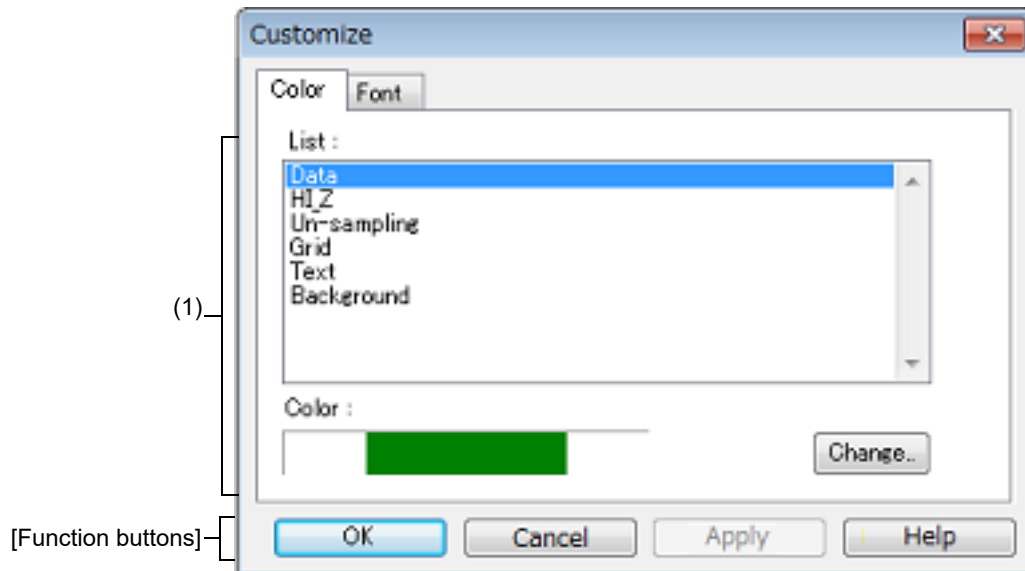 Customize
Color Font
List :
Data
HI_Z
Un-sampling
Grid
Text
Background
(1)
Color :
Change..
[Function buttons]
OK Cancel Apply Help